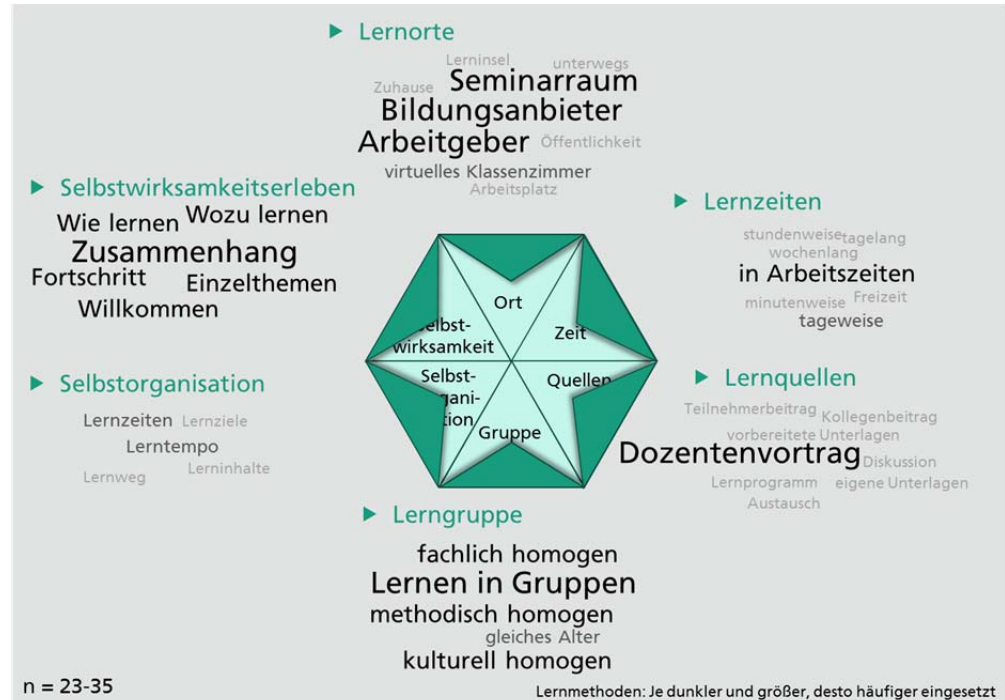 ► Lernorte
Lerninsel unterwegs
Zuhause Seminarraum
Bildungsanbieter
Arbeitgeber Öffentlichkeit
virtuelles Klassenzimmer
Arbeitsplatz
► Selbstwirksamkeitserleben
Wie lernen Wozu lernen
Zusammenhang
Fortschritt Einzelthemen
Willkommen
► Lernzeiten
stundenweise tagelang
wochenlang
in Arbeitszeiten
minutenweise Freizeit
tageweise
Ort
Selbst-
wirksamkeit
Zeit
Selbst-
gani-
tion
Quellen
Gruppe
► Selbstorganisation
Lernzeiten Lernziele
Lerntempo
Lernweg Lerninhalte
► Lernquellen
Teilnehmerbeitrag Kollegenbeitrag
vorbereitete Unterlagen
Dozentenvortrag Diskussion
Lernprogramm eigene Unterlagen
Austausch
► Lerngruppe
fachlich homogen
Lernen in Gruppen
methodisch homogen
gleiches Alter
kulturell homogen
n = 23-35
Lernmethoden: Je dunkler und größer, desto häufiger eingesetzt